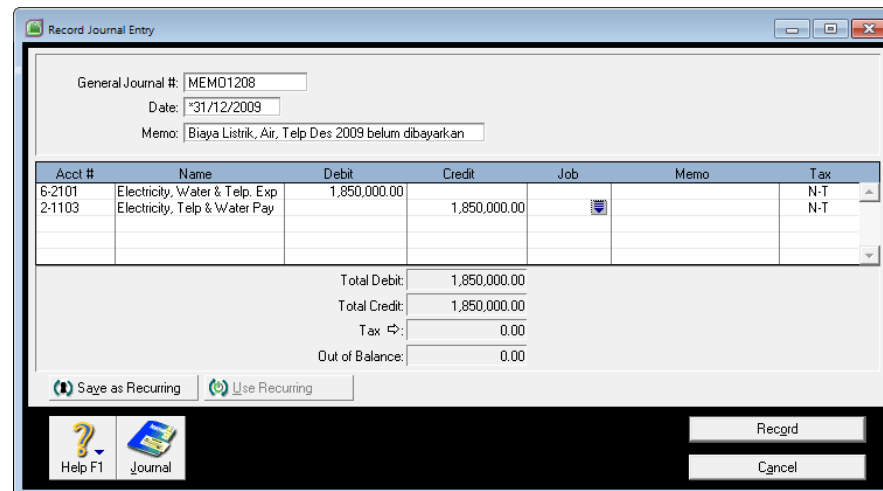 Record Journal Entry
General Journal #: MEMO1208
Date: *31/12/2009
Memo: Biaya Listrik, Air, Telp Des 2009 belum dibayarkan
Acct # Name Debit Credit Job Memo Tax
6-2101 Electricity, Water & Telp. Exp 1,850,000.00 N-T
2-1103 Electricity, Telp & Water Pay 1,850,000.00 N-T
Total Debit: 1,850,000.00
Total Credit: 1,850,000.00
Tax ⇨: 0.00
Out of Balance: 0.00
Save as Recurring Use Recurring
Help F1 Journal Record
Cancel